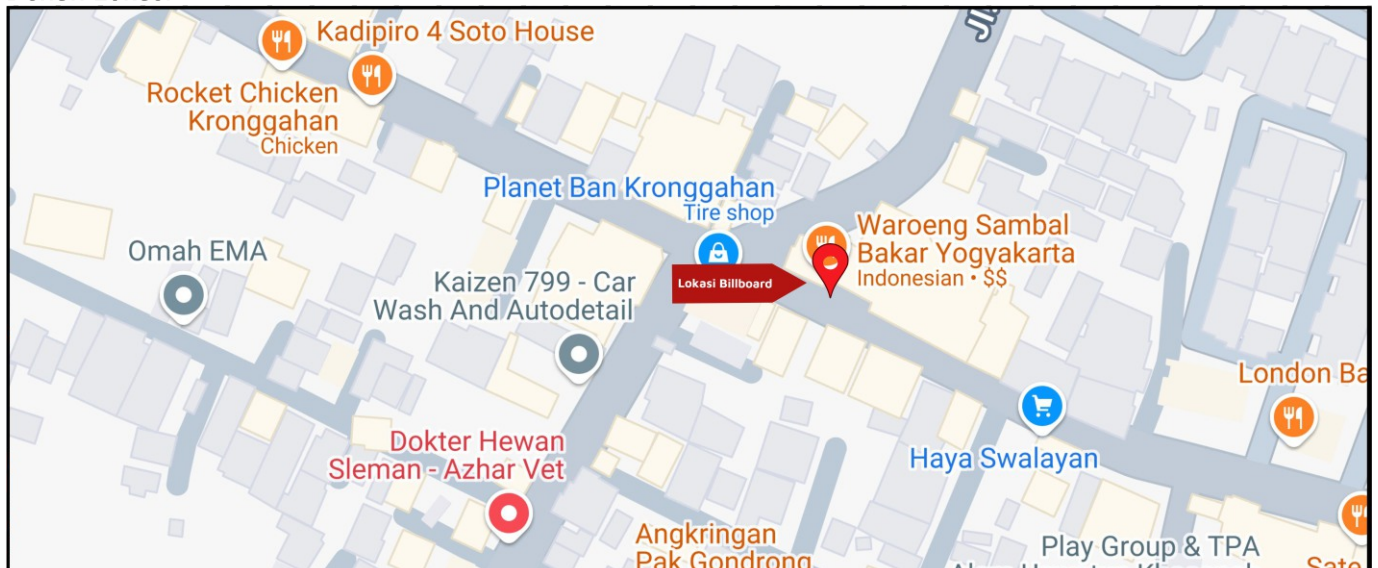 Kadipiro 4 Soto House
Rocket Chicken
Kronggahan
Chicken
Planet Ban Kronggahan
Tire shop
Waroeng Sambal
Bakar Yogyakarta
Indonesian • $$
Lokasi Billboard
Omah EMA
Kaizen 799 - Car
Wash And Autodetail
London Ba
Haya Swalayan
Dokter Hewan
Sleman - Azhar Vet
Angkringan
Pak Gondrong
Play Group & TPA
Sate